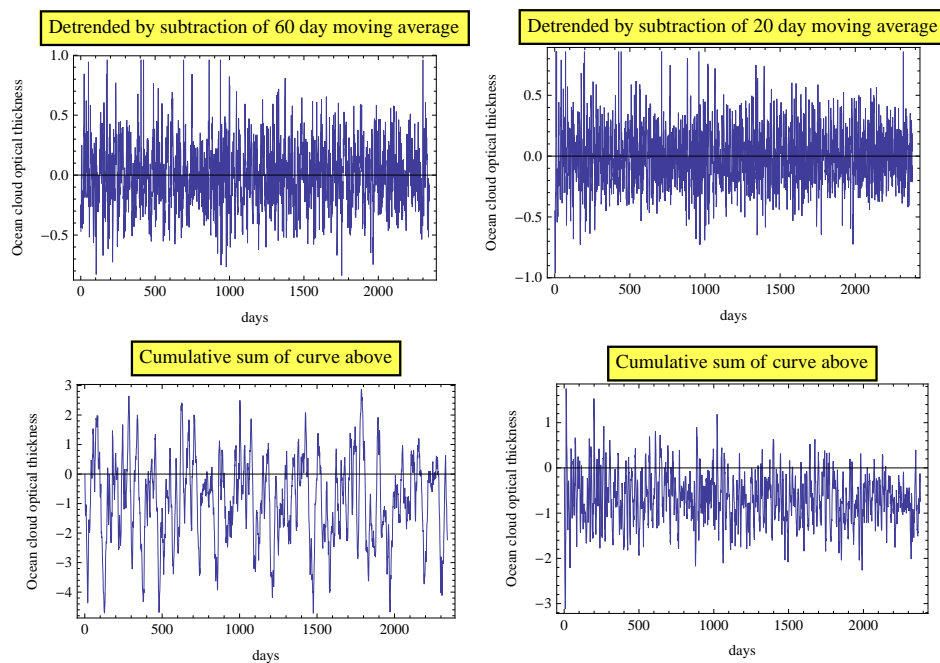 Detrended by subtraction of 60 day moving average
Ocean cloud optical thickness
1.0
0.5
0.0
−0.5
0 500 1000 1500 2000
days
Detrended by subtraction of 20 day moving average
Ocean cloud optical thickness
0.5
0.0
−0.5
−1.0
0 500 1000 1500 2000
days
Cumulative sum of curve above
Ocean cloud optical thickness
3
2
1
0
−1
−2
−3
−4
0 500 1000 1500 2000
days
Cumulative sum of curve above
Ocean cloud optical thickness
1
0
−1
−2
−3
0 500 1000 1500 2000
days